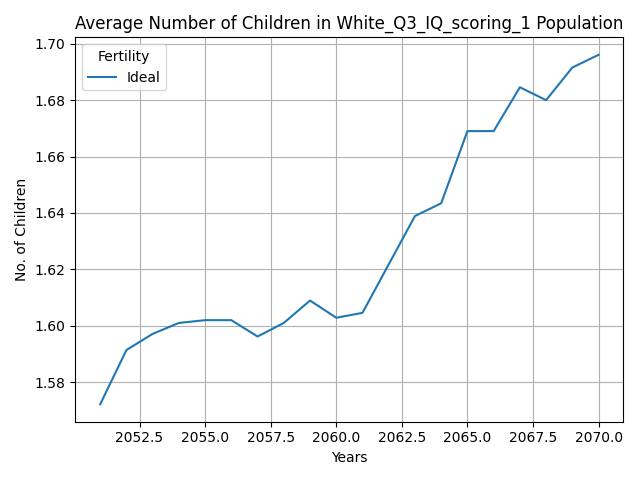 Average Number of Children in White_Q3_IQ_scoring_1 Population
Fertility
Ideal
1.70
1.68
1.66
1.64
1.62
1.60
1.58
No. of Children
2052.5 2055.0 2057.5 2060.0 2062.5 2065.0 2067.5 2070.0
Years